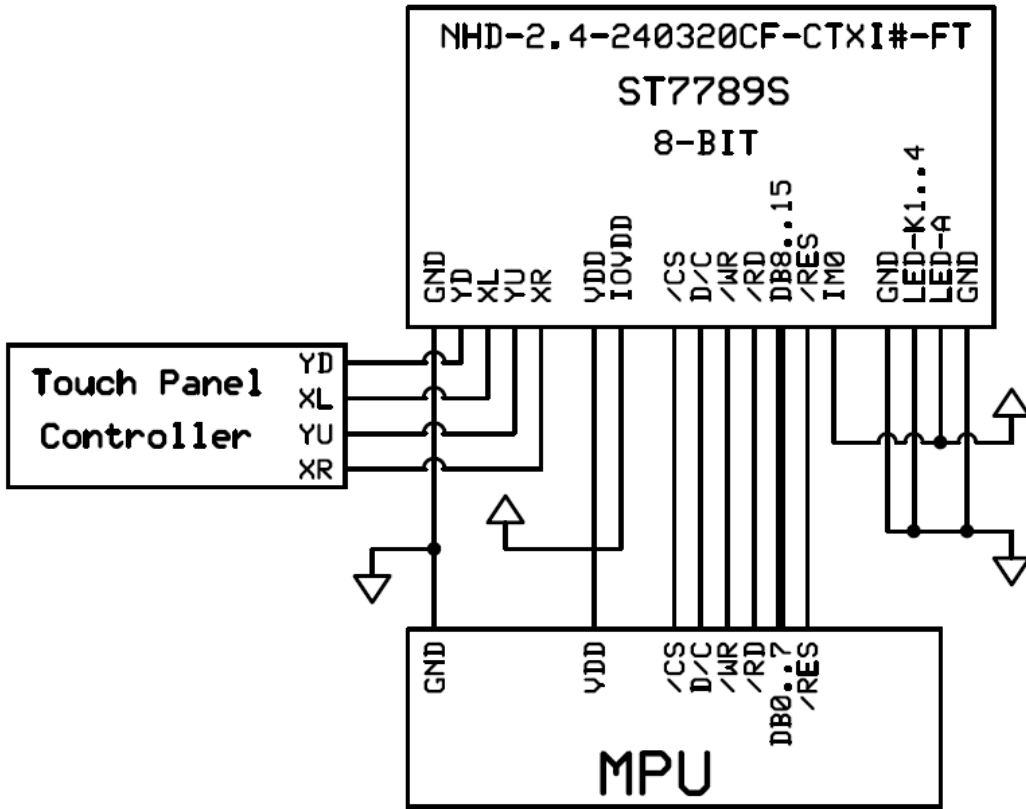 NHD-2.4-240320CF-CTXI#-FT
ST7789S
8-BIT
GND
YD
XL
YU
XR
VDD
IOVDD
/CS
D/C
/WR
/RD
DB8..15
/RES
IM0
GND
LED-K1..4
LED-A
GND
Touch Panel
Controller
YD
XL
YU
XR
GND
VDD
/CS
D/C
/WR
/RD
DB0..7
/RES
MPU